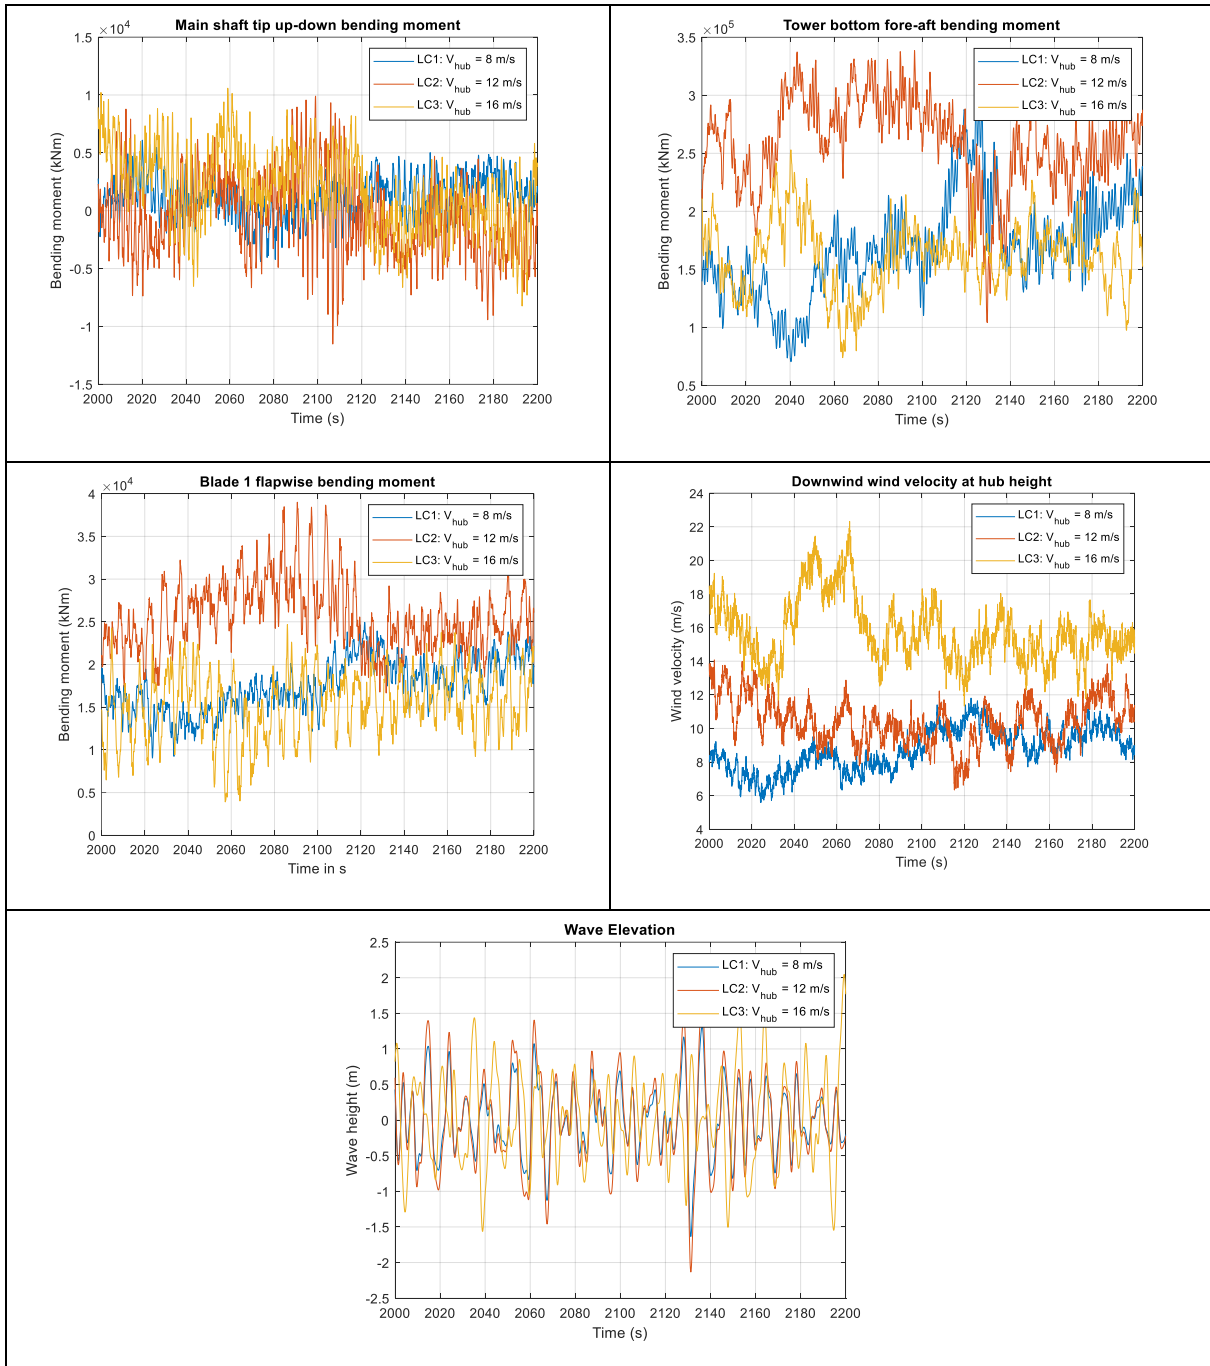 Main shaft tip up-down bending moment
×10^4
1.5
1
0.5
0
-0.5
-1
-1.5
Bending moment (kNm)
LC1: V_hub = 8 m/s
LC2: V_hub = 12 m/s
LC3: V_hub = 16 m/s
2000 2020 2040 2060 2080 2100 2120 2140 2160 2180 2200
Time (s)
Tower bottom fore-aft bending moment
×10^5
3.5
3
2.5
2
1.5
1
0.5
Bending moment (kNm)
LC1: V_hub = 8 m/s
LC2: V_hub = 12 m/s
LC3: V_hub = 16 m/s
2000 2020 2040 2060 2080 2100 2120 2140 2160 2180 2200
Time (s)
Blade 1 flapwise bending moment
×10^4
4
3.5
3
2.5
2
1.5
1
0.5
0
Bending moment (kNm)
LC1: V_hub = 8 m/s
LC2: V_hub = 12 m/s
LC3: V_hub = 16 m/s
2000 2020 2040 2060 2080 2100 2120 2140 2160 2180 2200
Time in s
Downwind wind velocity at hub height
24
22
20
18
16
14
12
10
8
6
4
Wind velocity (m/s)
LC1: V_hub = 8 m/s
LC2: V_hub = 12 m/s
LC3: V_hub = 16 m/s
2000 2020 2040 2060 2080 2100 2120 2140 2160 2180 2200
Time (s)
Wave Elevation
2.5
2
1.5
1
0.5
0
-0.5
-1
-1.5
-2
-2.5
Wave height (m)
LC1: V_hub = 8 m/s
LC2: V_hub = 12 m/s
LC3: V_hub = 16 m/s
2000 2020 2040 2060 2080 2100 2120 2140 2160 2180 2200
Time (s)